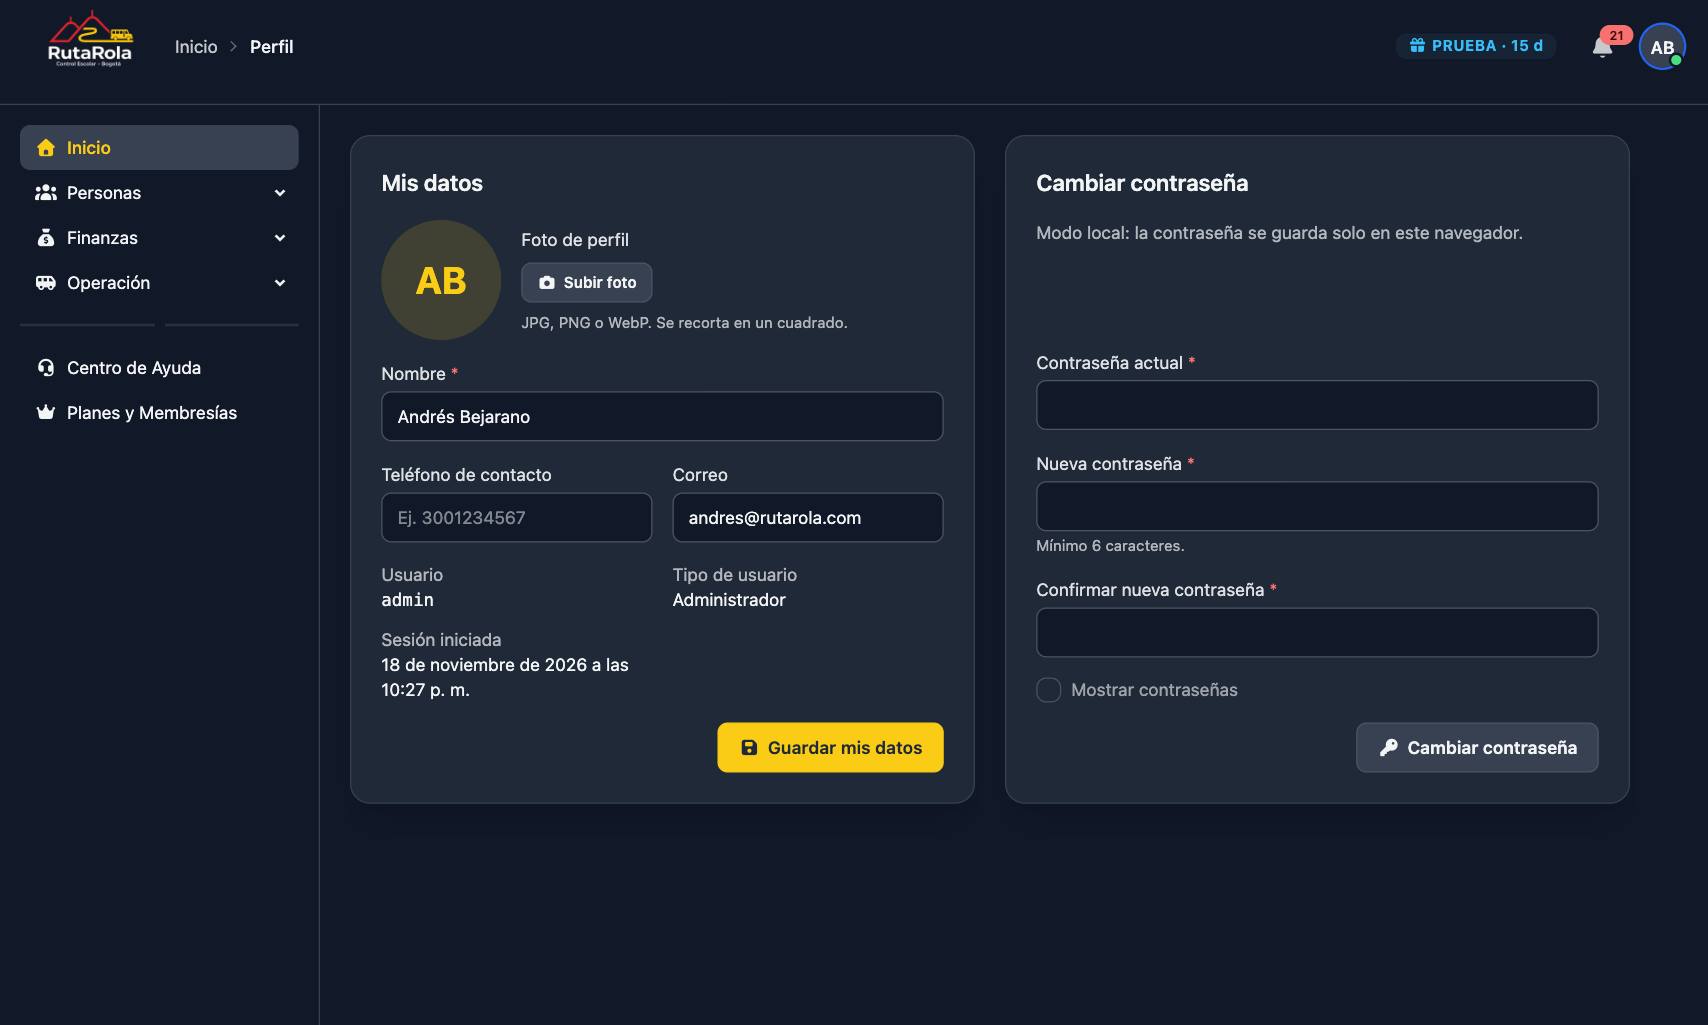 RutaRola
Control Escolar - Bogotá
Inicio > Perfil
PRUEBA · 15 d
21
AB
Inicio
Personas
Finanzas
Operación
Centro de Ayuda
Planes y Membresías
Mis datos
AB
Foto de perfil
Subir foto
JPG, PNG o WebP. Se recorta en un cuadrado.
Nombre *
Andrés Bejarano
Teléfono de contacto
Ej. 3001234567
Correo
andres@rutarola.com
Usuario
admin
Tipo de usuario
Administrador
Sesión iniciada
18 de noviembre de 2026 a las
10:27 p. m.
Guardar mis datos
Cambiar contraseña
Modo local: la contraseña se guarda solo en este navegador.
Contraseña actual *
Nueva contraseña *
Mínimo 6 caracteres.
Confirmar nueva contraseña *
Mostrar contraseñas
Cambiar contraseña